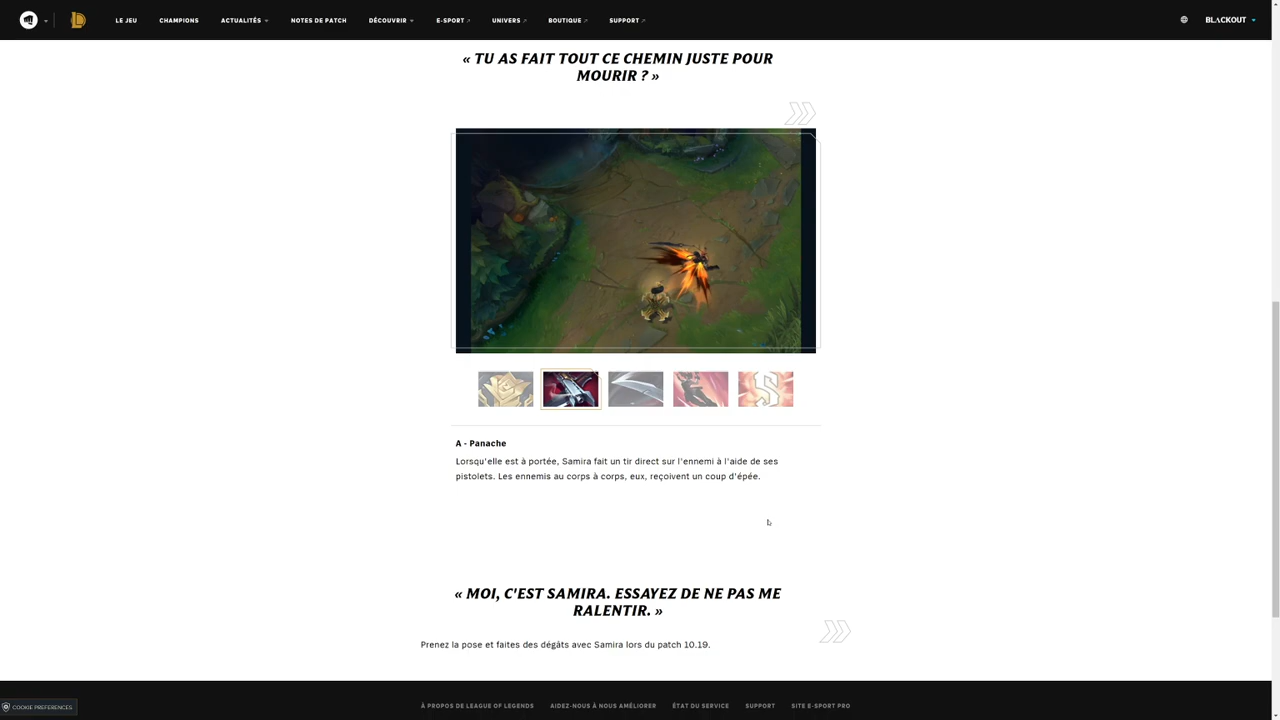 LE JEU CHAMPIONS ACTUALITÉS NOTES DE PATCH DÉCOUVRIR E-SPORT UNIVERS BOUTIQUE SUPPORT BLACKOUT
« TU AS FAIT TOUT CE CHEMIN JUSTE POUR
MOURIR ? »
A - Panache
Lorsqu'elle est à portée, Samira fait un tir direct sur l'ennemi à l'aide de ses
pistolets. Les ennemis au corps à corps, eux, reçoivent un coup d'épée.
« MOI, C'EST SAMIRA. ESSAYEZ DE NE PAS ME
RALENTIR. »
Prenez la pose et faites des dégâts avec Samira lors du patch 10.19.
COOKIE PREFERENCES
À PROPOS DE LEAGUE OF LEGENDS AIDEZ-NOUS À NOUS AMÉLIORER ÉTAT DU SERVICE SUPPORT SITE E-SPORT PRO